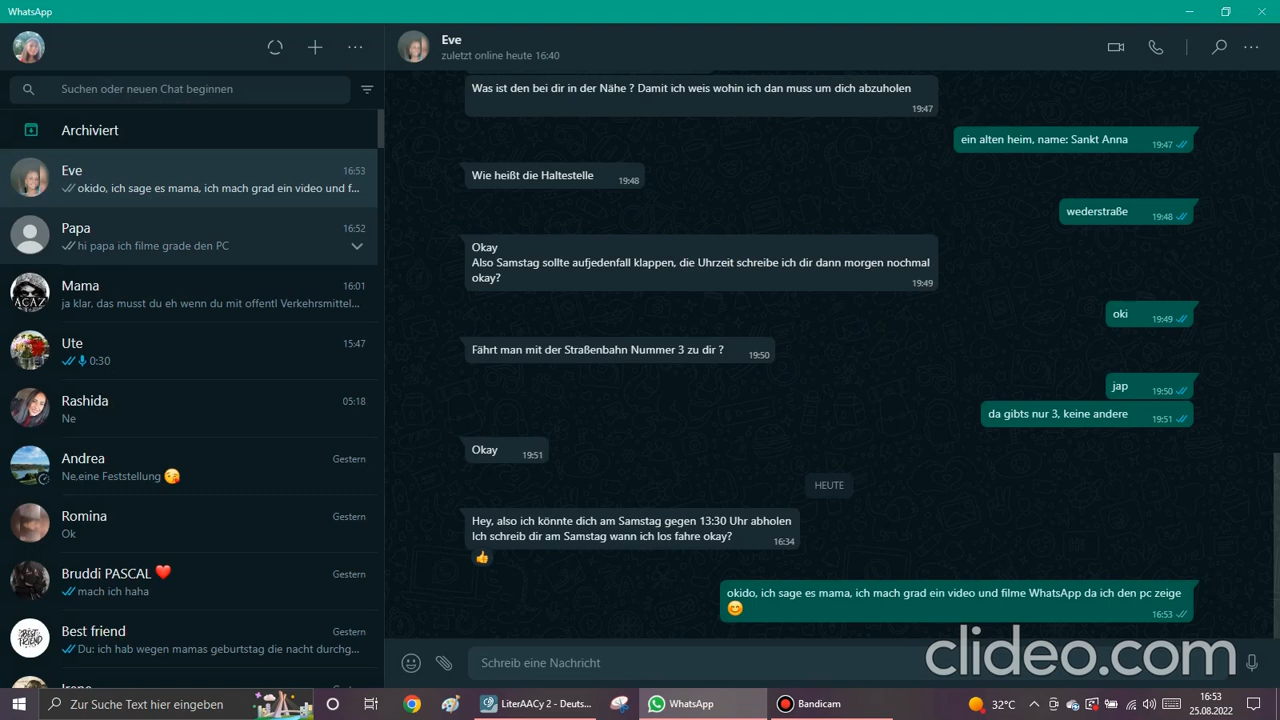 WhatsApp
Suchen oder neuen Chat beginnen
Archiviert
Eve
16:53
okido, ich sage es mama, ich mach grad ein video und f...
Papa
16:52
hi papa ich filme grade den PC
Mama
16:01
ja klar, das musst du eh wenn du mit offentl Verkehrsmittel...
Ute
15:47
0:30
Rashida
05:18
Ne
Andrea
Gestern
Ne,eine Feststellung 😘
Romina
Gestern
Ok
Bruddi PASCAL ❤️
Gestern
mach ich haha
Best friend
Gestern
Du: ich hab wegen mamas geburtstag die nacht durchg...
BEST FRIEND
Eve
zuletzt online heute 16:40
Was ist den bei dir in der Nähe ? Damit ich weis wohin ich dan muss um dich abzuholen
19:47
ein alten heim, name: Sankt Anna
19:47
Wie heißt die Haltestelle
19:48
wederstraße
19:48
Okay
Also Samstag sollte aufjedenfall klappen, die Uhrzeit schreibe ich dir dann morgen nochmal
okay?
19:49
oki
19:49
Fährt man mit der Straßenbahn Nummer 3 zu dir ?
19:50
jap
19:50
da gibts nur 3, keine andere
19:51
Okay
19:51
HEUTE
Hey, also ich könnte dich am Samstag gegen 13:30 Uhr abholen
Ich schreib dir am Samstag wann ich los fahre okay?
16:34
👍
okido, ich sage es mama, ich mach grad ein video und filme WhatsApp da ich den pc zeige
😊
16:53
Schreib eine Nachricht
clideo.com
Zur Suche Text hier eingeben
LiterAACy 2 - Deuts...
WhatsApp
Bandicam
32°C
16:53
25.08.2022